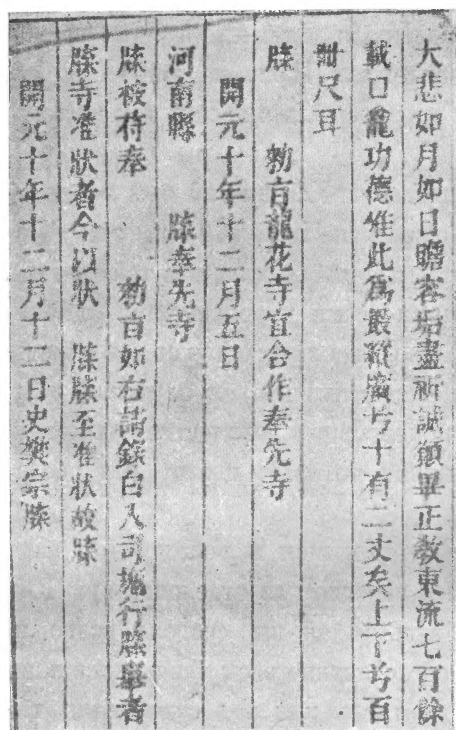 大悲如月如日瞻容垢盡祈誠願畢正教東流七百餘
載口龕功德惟此爲最縱廣兮十有二丈矣上下兮百
卌尺耳
牒　勅旨龍花寺宜合作奉先寺
開元十年十二月五日
河南縣　牒奉先寺
牒被符奉　勅旨如右請錄白入司施行牒舉者
牒寺准狀者今以狀　牒牒至准狀故牒
開元十年十二月十二日史樊宗牒